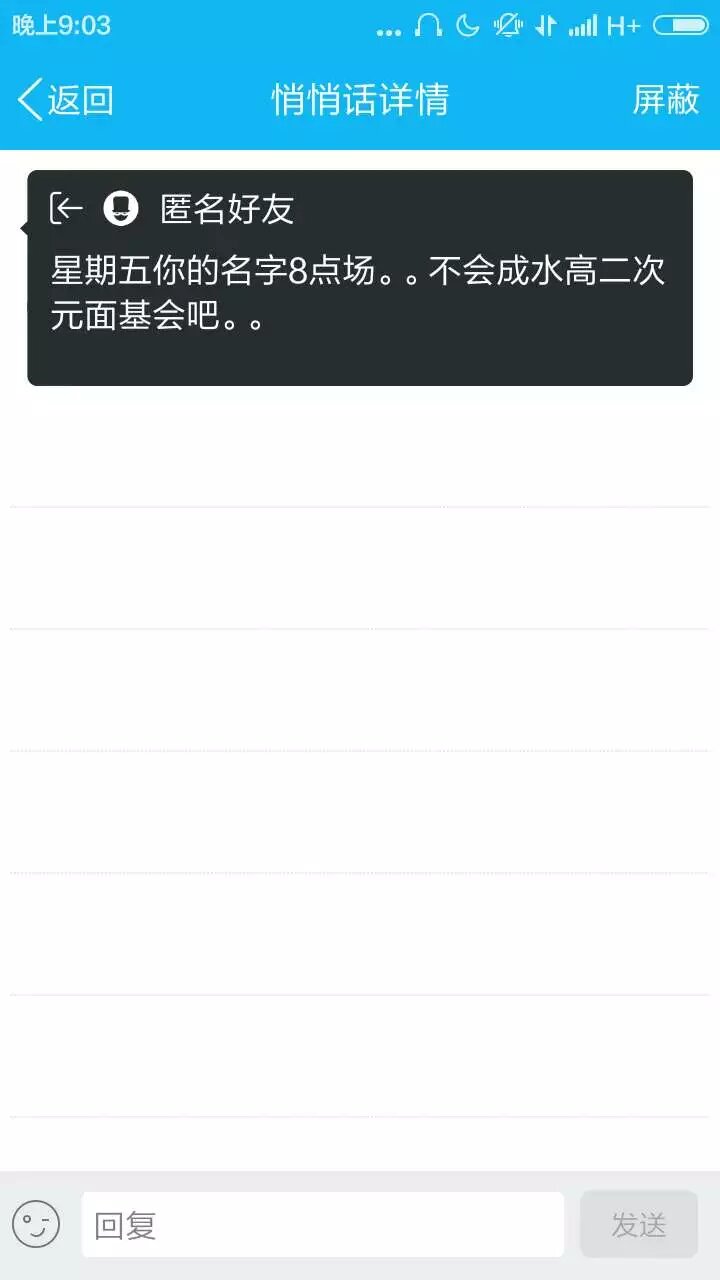 晚上9:03 ... H+
返回 悄悄话详情 屏蔽
匿名好友
星期五你的名字8点场。。不会成水高二次
元面基会吧。。
回复 发送